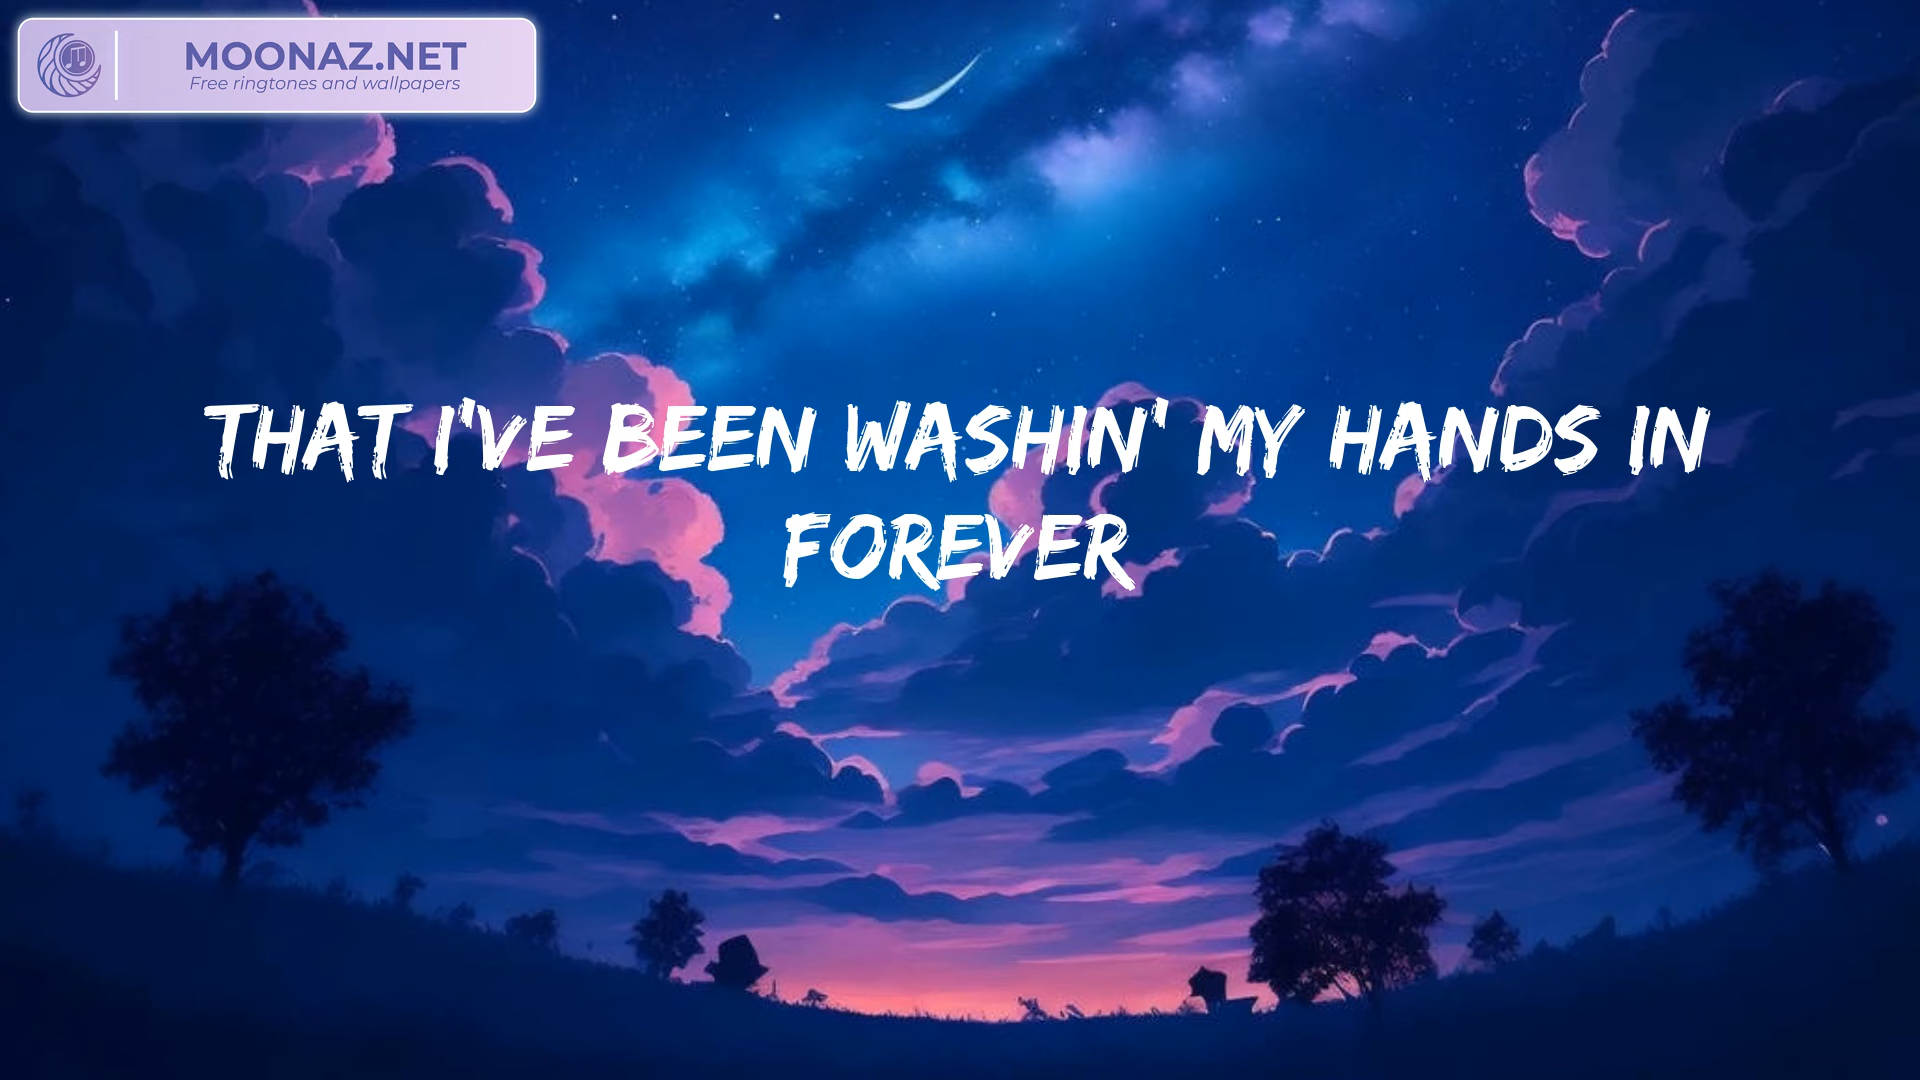 MOONAZ.NET
Free ringtones and wallpapers
THAT I'VE BEEN WASHIN' MY HANDS IN
FOREVER